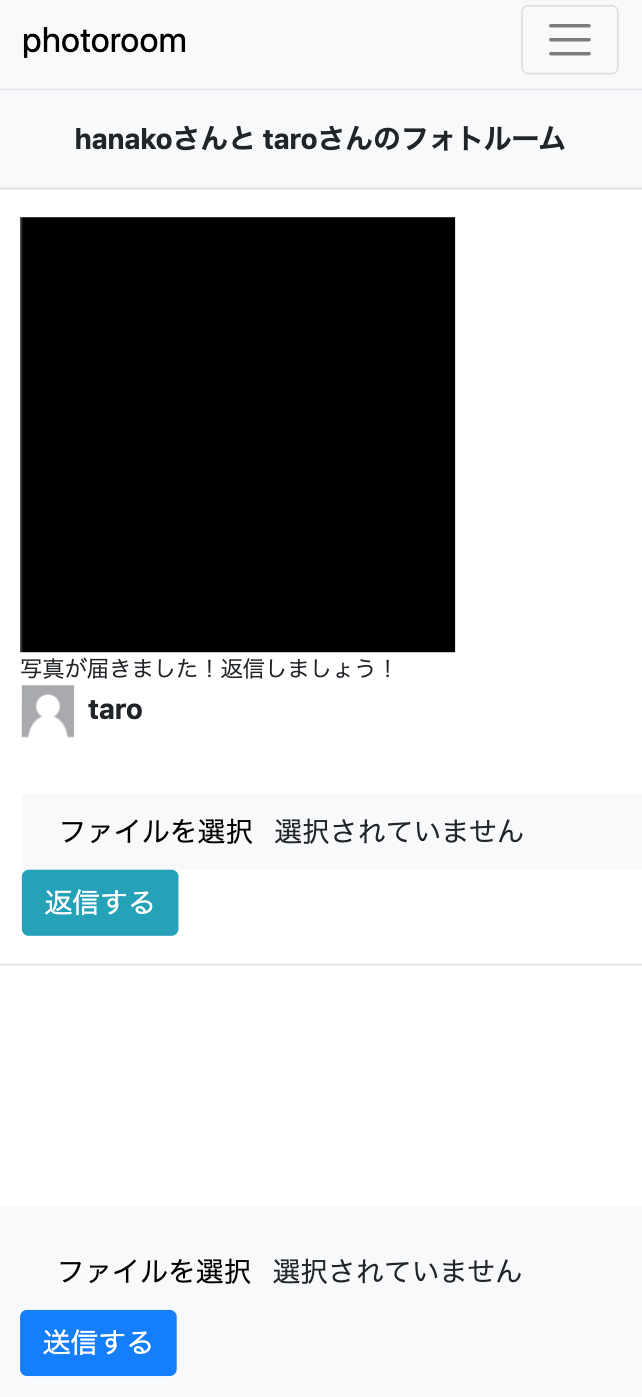 photoroom
hanakoさんと taroさんのフォトルーム
写真が届きました！返信しましょう！
taro
ファイルを選択 選択されていません
返信する
ファイルを選択 選択されていません
送信する